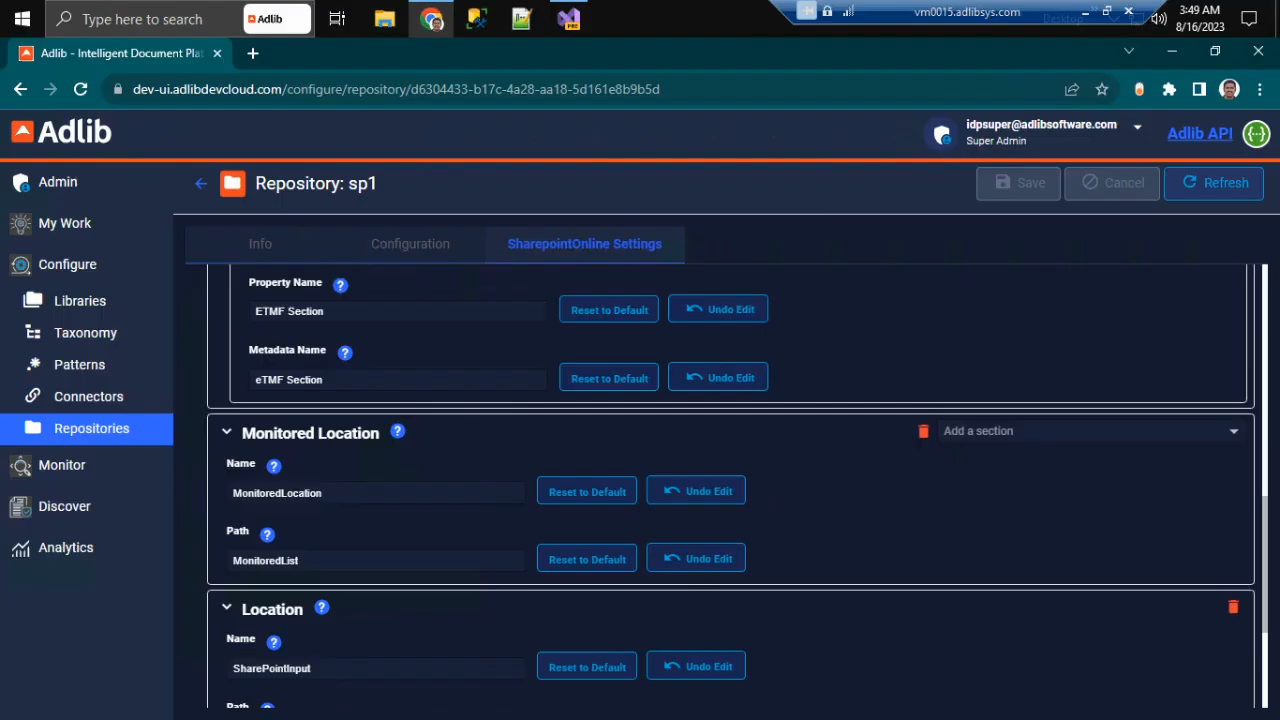 Type here to search
Adlib
vm0015.adlibsys.com
Desktop
3:49 AM
8/16/2023
Adlib - Intelligent Document Plat
dev-ui.adlibdevcloud.com/configure/repository/d6304433-b17c-4a28-aa18-5d161e8b9b5d
Adlib
idpsuper@adlibsoftware.com
Super Admin
Adlib API
Admin
My Work
Configure
Libraries
Taxonomy
Patterns
Connectors
Repositories
Monitor
Discover
Analytics
Repository: sp1
Save
Cancel
Refresh
Info
Configuration
SharepointOnline Settings
Property Name
ETMF Section
Reset to Default
Undo Edit
Metadata Name
eTMF Section
Reset to Default
Undo Edit
Monitored Location
Add a section
Name
MonitoredLocation
Reset to Default
Undo Edit
Path
MonitoredList
Reset to Default
Undo Edit
Location
Name
SharePointInput
Reset to Default
Undo Edit
Path